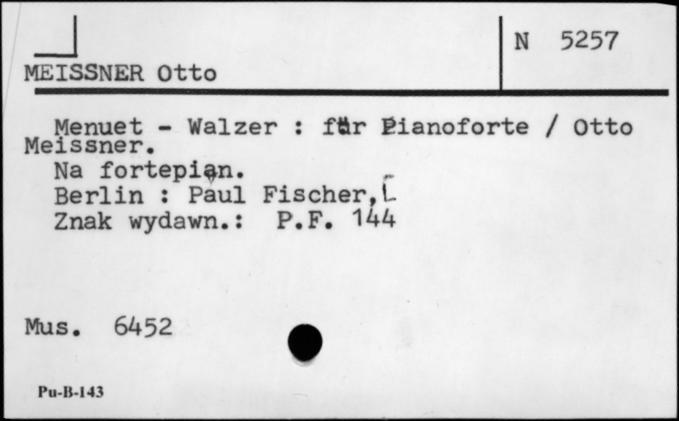 N 5257
MEISSNER Otto
Menuet - Walzer : für Pianoforte / Otto
Meissner.
Na fortepian.
Berlin : Paul Fischer, [
Znak wydawn.: P.F. 144
Mus. 6452
Pu-B-143